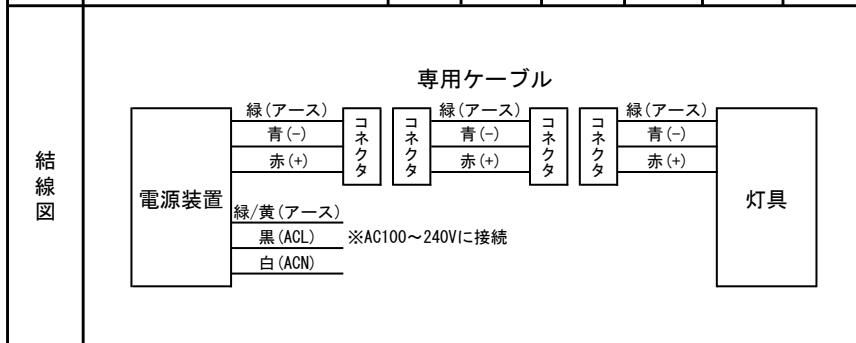 結線図
専用ケーブル
緑(アース) 緑(アース) 緑(アース)
青(-) 青(-) 青(-)
赤(+) 赤(+) 赤(+)
コネクタ コネクタ コネクタ コネクタ
電源装置 灯具
緑/黄(アース)
黒(ACL) ※AC100～240Vに接続
白(ACN)